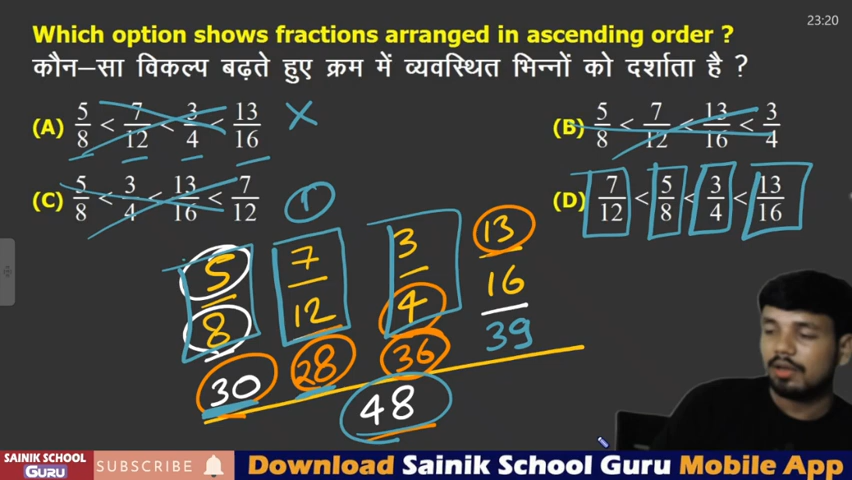 23:20
Which option shows fractions arranged in ascending order ?
कौन-सा विकल्प बढ़ते हुए क्रम में व्यवस्थित भिन्नों को दर्शाता है ?
(A) 5/8 < 7/12 < 3/4 < 13/16
(B) 5/8 < 7/12 < 13/16 < 3/4
(C) 5/8 < 3/4 < 13/16 < 7/12
(D) 7/12 < 5/8 < 3/4 < 13/16
1
5/8 7/12 3/4 13/16
30 28 36 39
48
SAINIK SCHOOL GURU SUBSCRIBE Download Sainik School Guru Mobile App